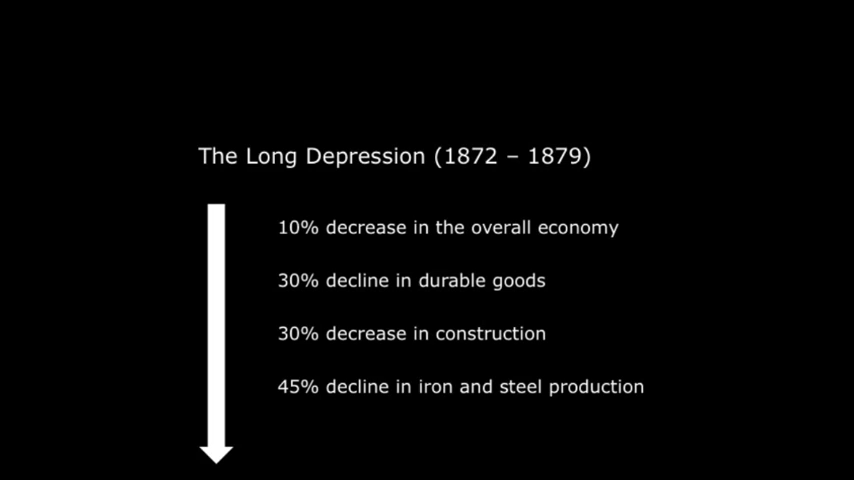 The Long Depression (1872 – 1879)
10% decrease in the overall economy
30% decline in durable goods
30% decrease in construction
45% decline in iron and steel production